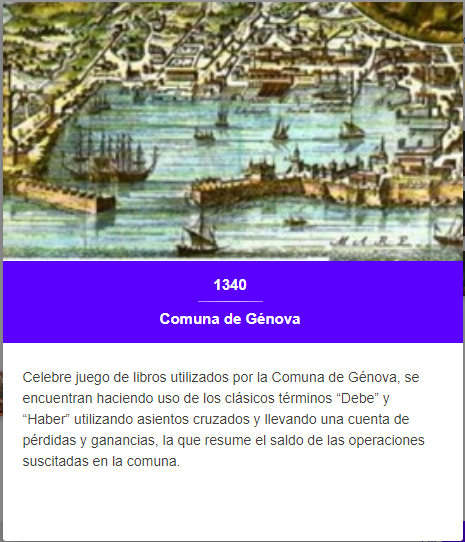 M A R E
1340
Comuna de Génova
Celebre juego de libros utilizados por la Comuna de Génova, se
encuentran haciendo uso de los clásicos términos “Debe” y
“Haber” utilizando asientos cruzados y llevando una cuenta de
pérdidas y ganancias, la que resume el saldo de las operaciones
suscitadas en la comuna.